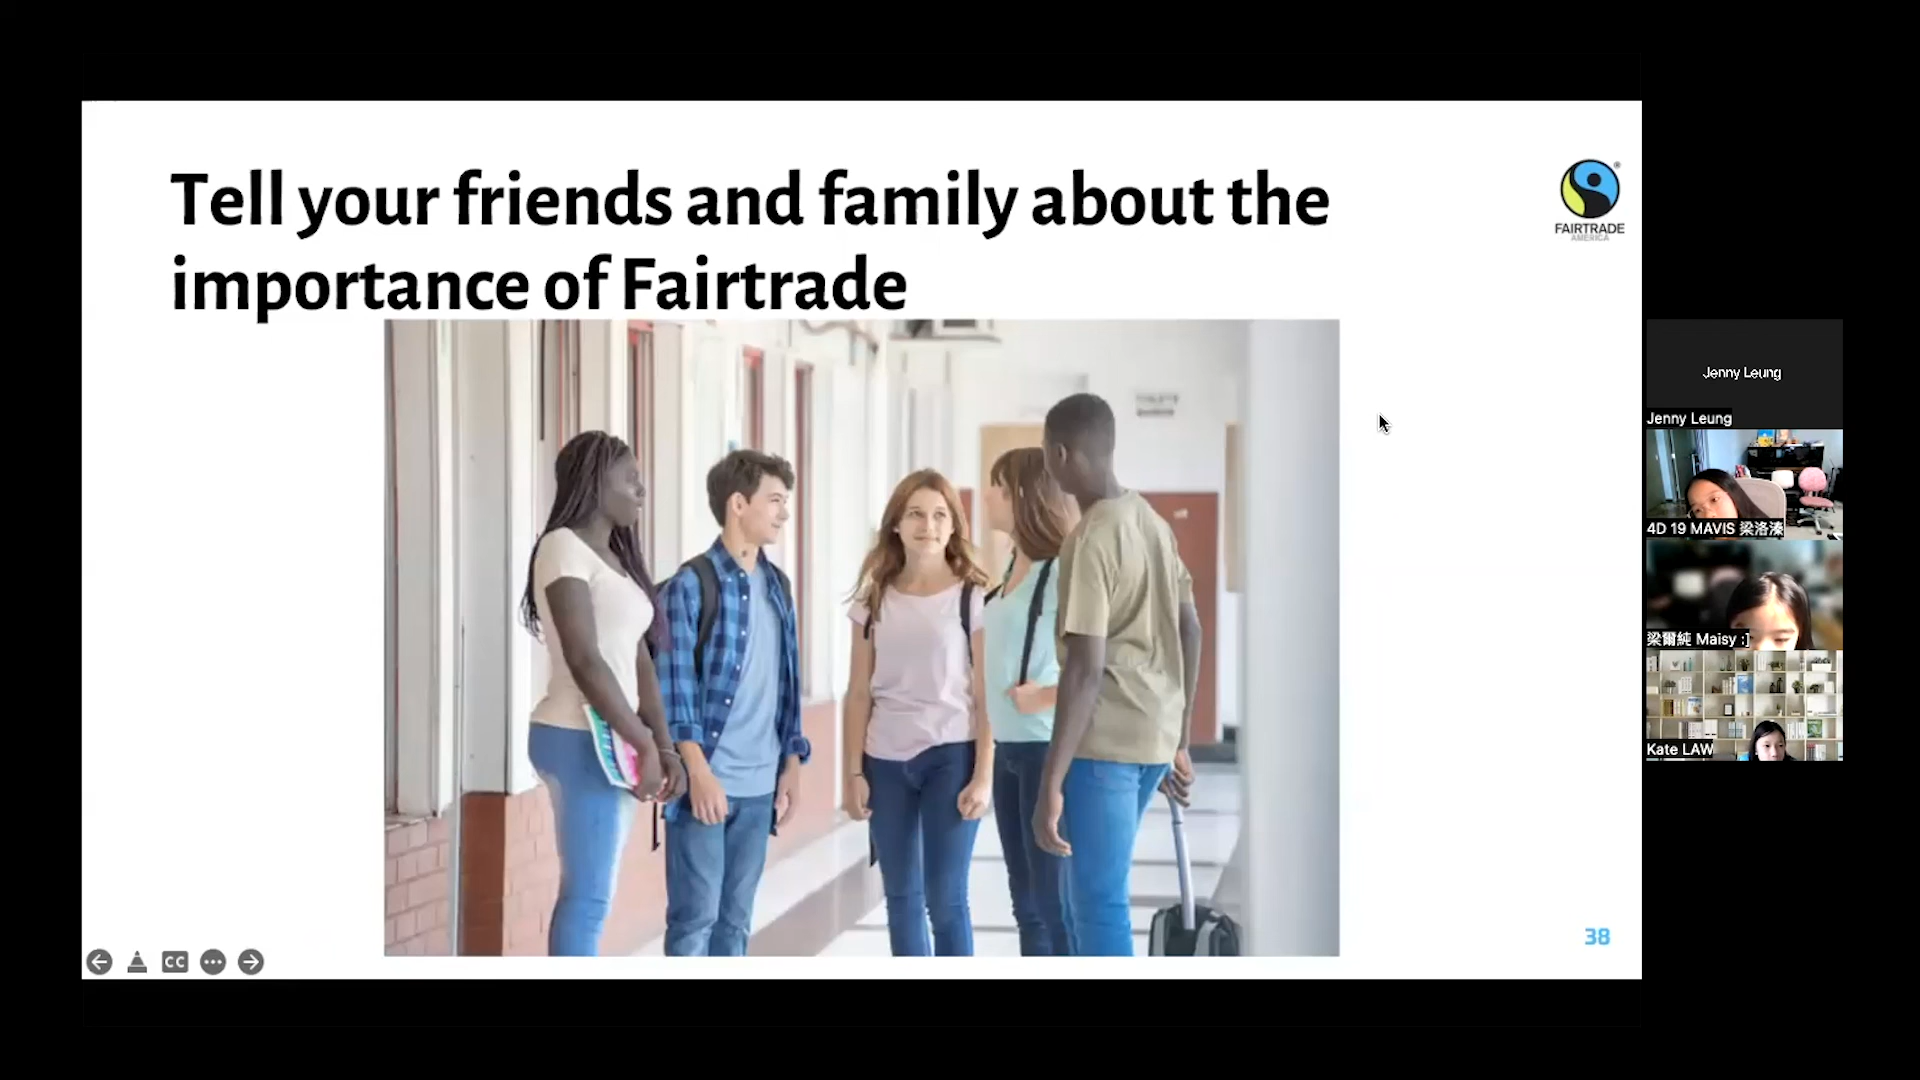 Tell your friends and family about the
importance of Fairtrade
FAIRTRADE
AMERICA
Jenny Leung
Jenny Leung
4D 19 MAVIS 梁洛溱
梁爾純 Maisy :]
Kate LAW
CC
38